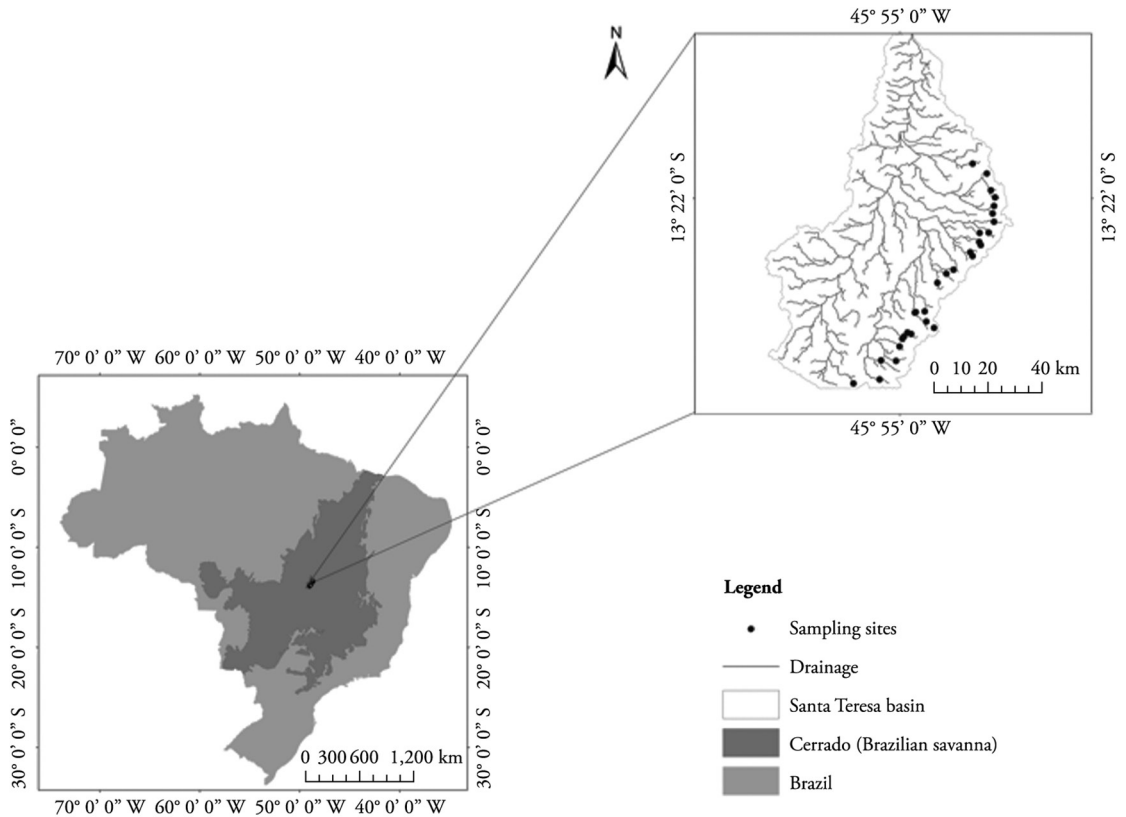 45° 55’ 0” W
N
13° 22’ 0” S
13° 22’ 0” S
0 10 20 40 km
45° 55’ 0” W
70° 0’ 0” W 60° 0’ 0” W 50° 0’ 0” W 40° 0’ 0” W
0° 0’ 0”
0° 0’ 0”
10° 0’ 0” S
10° 0’ 0” S
20° 0’ 0” S
20° 0’ 0” S
30° 0’ 0” S
30° 0’ 0” S
0 300 600 1,200 km
70° 0’ 0” W 60° 0’ 0” W 50° 0’ 0” W 40° 0’ 0” W
Legend
Sampling sites
Drainage
Santa Teresa basin
Cerrado (Brazilian savanna)
Brazil